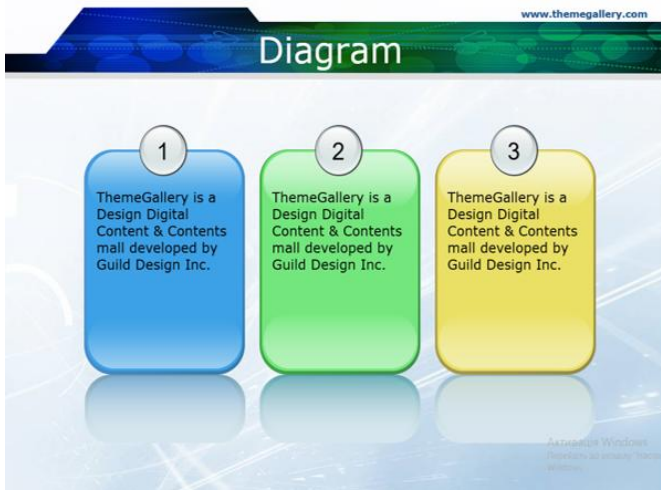 www.themegallery.com
Diagram
1
ThemeGallery is a
Design Digital
Content & Contents
mall developed by
Guild Design Inc.
2
ThemeGallery is a
Design Digital
Content & Contents
mall developed by
Guild Design Inc.
3
ThemeGallery is a
Design Digital
Content & Contents
mall developed by
Guild Design Inc.
Активація Windows